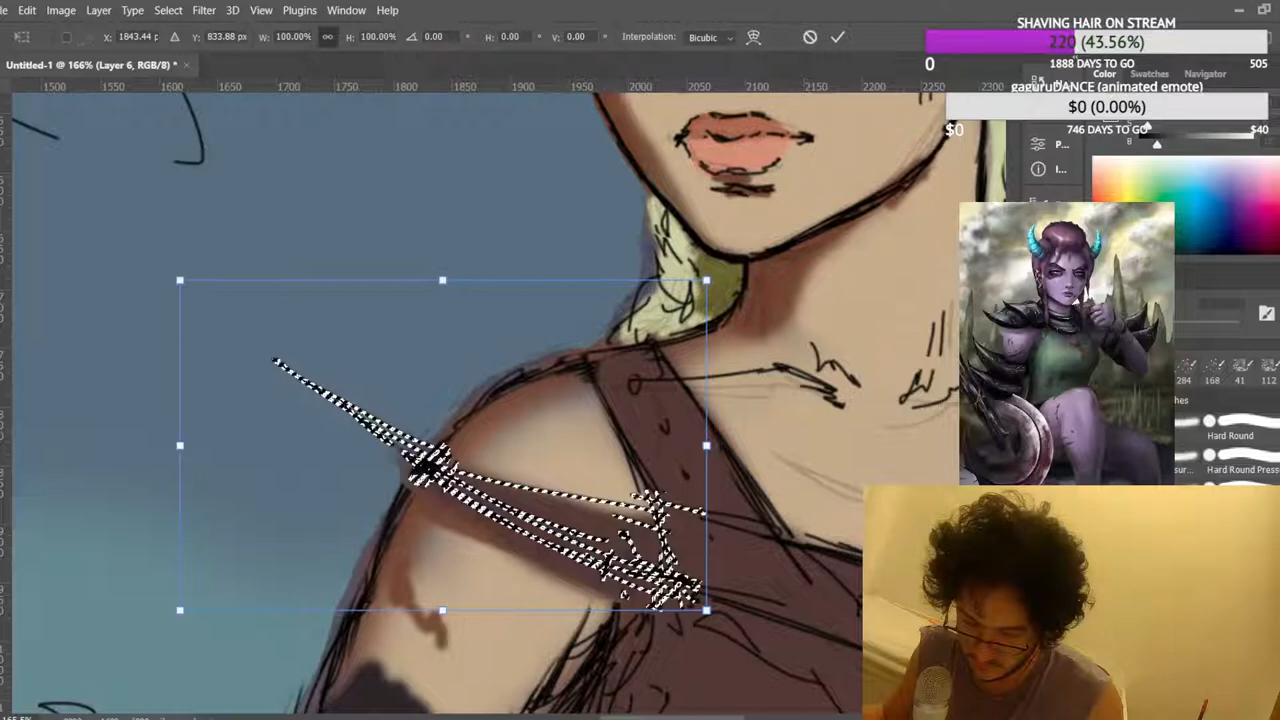 le Edit Image Layer Type Select Filter 3D View Plugins Window Help
X: 1843.44 p Y: 833.88 px W: 100.00% H: 100.00% 0.00 ° H: 0.00 ° V: 0.00 ° Interpolation: Bicubic
Untitled-1 @ 166% (Layer 6, RGB/8) * ×
1500 1550 1600 1650 1700 1750 1800 1850 1900 1950 2000 2050 2100 2150 2200 2250 2300
SHAVING HAIR ON STREAM
220 (43.56%)
0 1888 DAYS TO GO 505
Color Swatches Navigator
gaguruDANCE (animated emote)
$0 (0.00%)
$0 746 DAYS TO GO $40
B
P...
I...
284 168 41 112
hes
Hard Round
sur... Hard Round Press